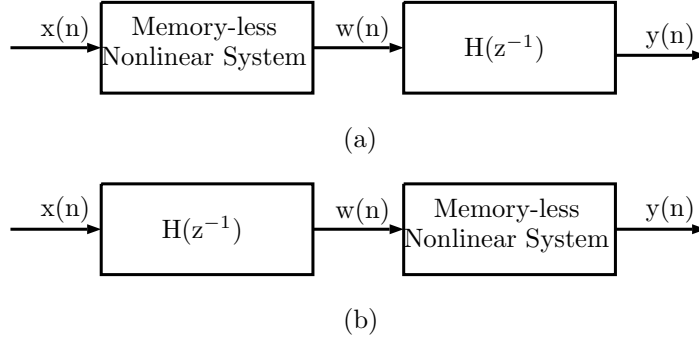 x(n)
Memory-less
Nonlinear System
w(n)
H(z⁻¹)
y(n)
(a)
x(n)
H(z⁻¹)
w(n)
Memory-less
Nonlinear System
y(n)
(b)